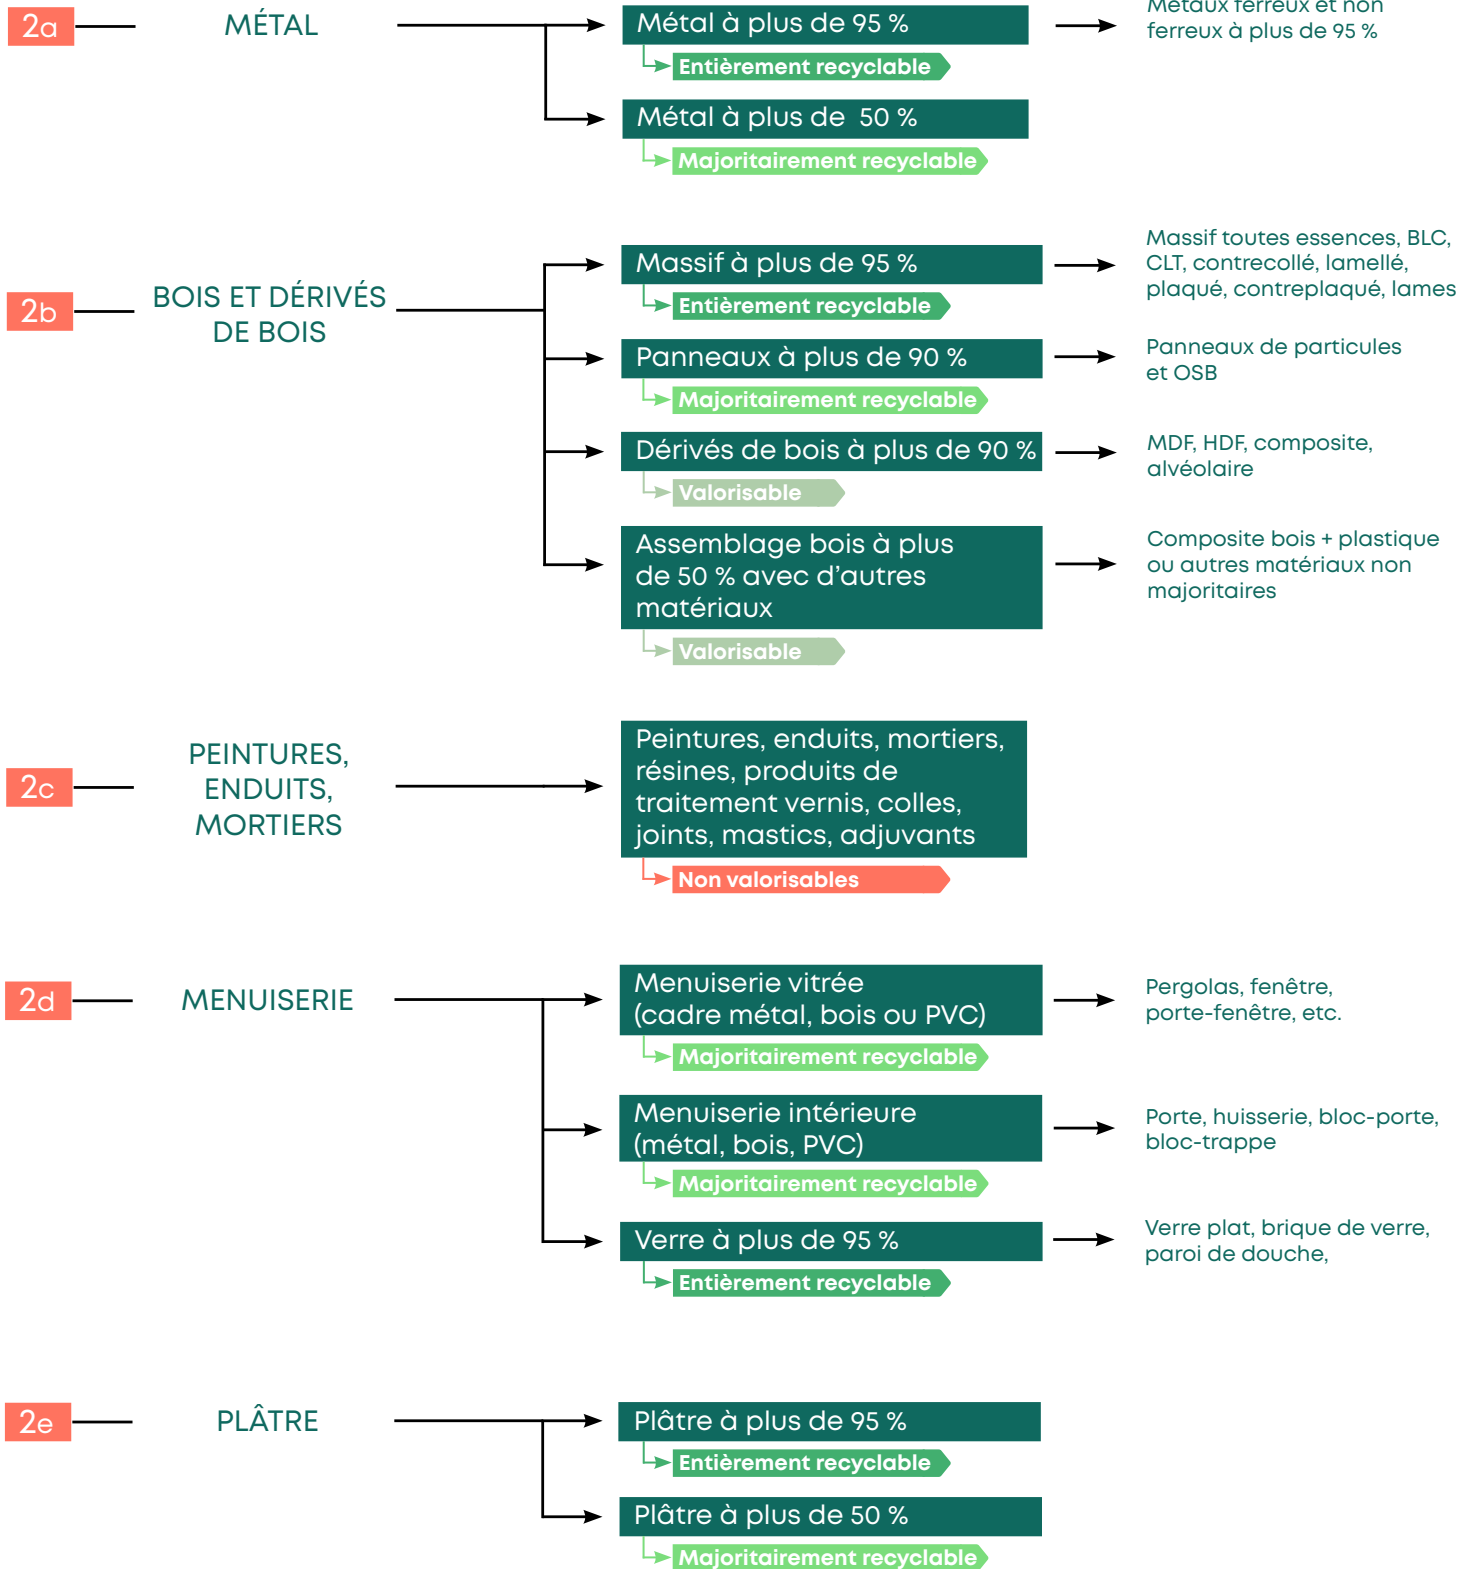 2a
MÉTAL
Métal à plus de 95 %
Entièrement recyclable
Métaux ferreux et non
ferreux à plus de 95 %
Métal à plus de 50 %
Majoritairement recyclable
2b
BOIS ET DÉRIVÉS
DE BOIS
Massif à plus de 95 %
Entièrement recyclable
Massif toutes essences, BLC,
CLT, contrecollé, lamellé,
plaqué, contreplaqué, lames
Panneaux à plus de 90 %
Majoritairement recyclable
Panneaux de particules
et OSB
Dérivés de bois à plus de 90 %
Valorisable
MDF, HDF, composite,
alvéolaire
Assemblage bois à plus
de 50 % avec d’autres
matériaux
Valorisable
Composite bois + plastique
ou autres matériaux non
majoritaires
2c
PEINTURES,
ENDUITS,
MORTIERS
Peintures, enduits, mortiers,
résines, produits de
traitement vernis, colles,
joints, mastics, adjuvants
Non valorisables
2d
MENUISERIE
Menuiserie vitrée
(cadre métal, bois ou PVC)
Majoritairement recyclable
Pergolas, fenêtre,
porte-fenêtre, etc.
Menuiserie intérieure
(métal, bois, PVC)
Majoritairement recyclable
Porte, huisserie, bloc-porte,
bloc-trappe
Verre à plus de 95 %
Entièrement recyclable
Verre plat, brique de verre,
paroi de douche,
2e
PLÂTRE
Plâtre à plus de 95 %
Entièrement recyclable
Plâtre à plus de 50 %
Majoritairement recyclable